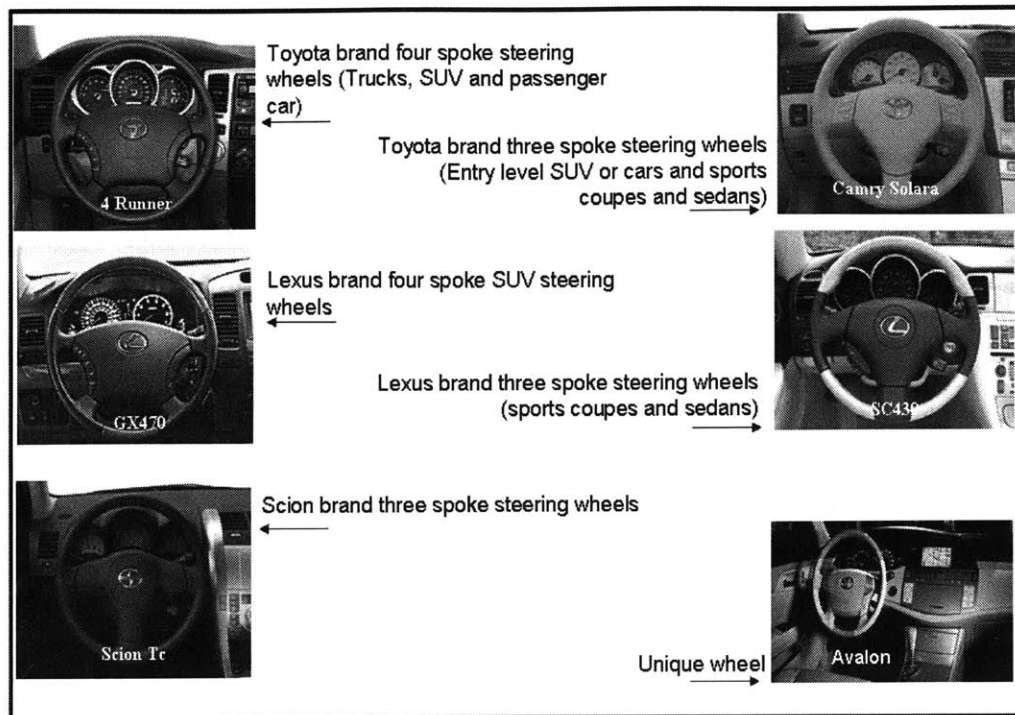 Toyota brand four spoke steering
wheels (Trucks, SUV and passenger
car)
4 Runner
Toyota brand three spoke steering wheels
(Entry level SUV or cars and sports
coupes and sedans)
Camry Solara
Lexus brand four spoke SUV steering
wheels
GX470
Lexus brand three spoke steering wheels
(sports coupes and sedans)
SC430
Scion brand three spoke steering wheels
Scion Tc
Unique wheel
Avalon